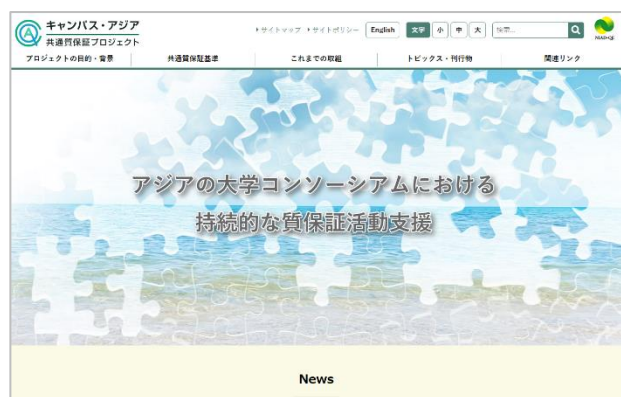 キャンパス・アジア
共通質保証プロジェクト
サイトマップ サイトポリシー English 文字 小 中 大 検索...
NIAD-QE
プロジェクトの目的・背景 共通質保証基準 これまでの取組 トピックス・刊行物 関連リンク
アジアの大学コンソーシアムにおける
持続的な質保証活動支援
News